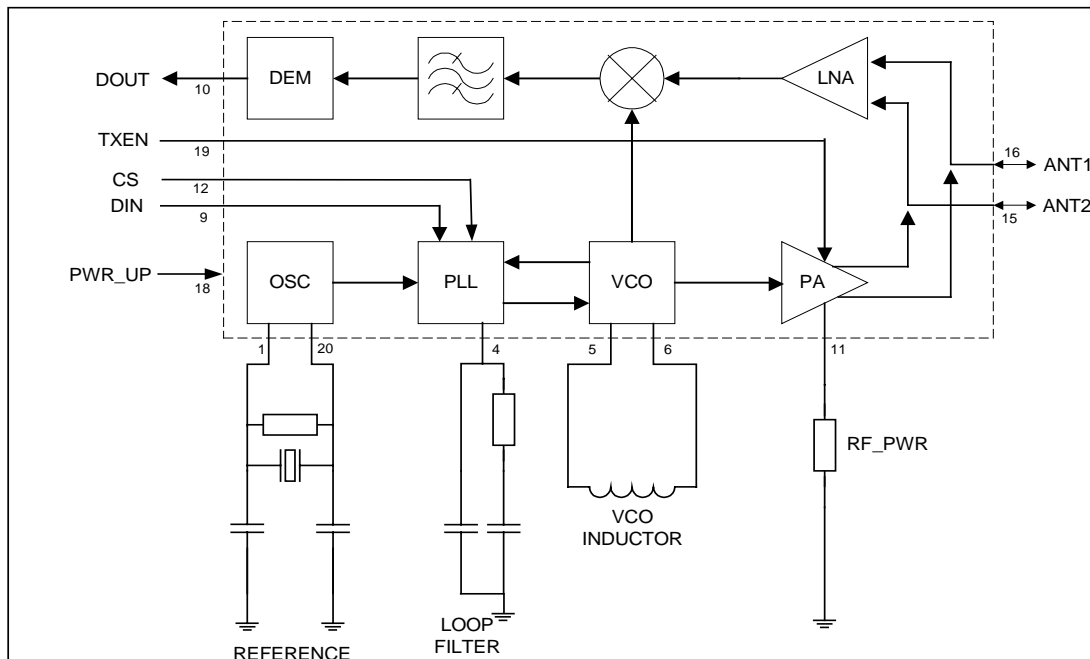 DEM
LNA
DOUT
10
TXEN
19
16
ANT1
CS
12
DIN
9
15
ANT2
PWR_UP
18
OSC
PLL
VCO
PA
1
20
4
5
6
11
RF_PWR
VCO
INDUCTOR
LOOP
FILTER
REFERENCE